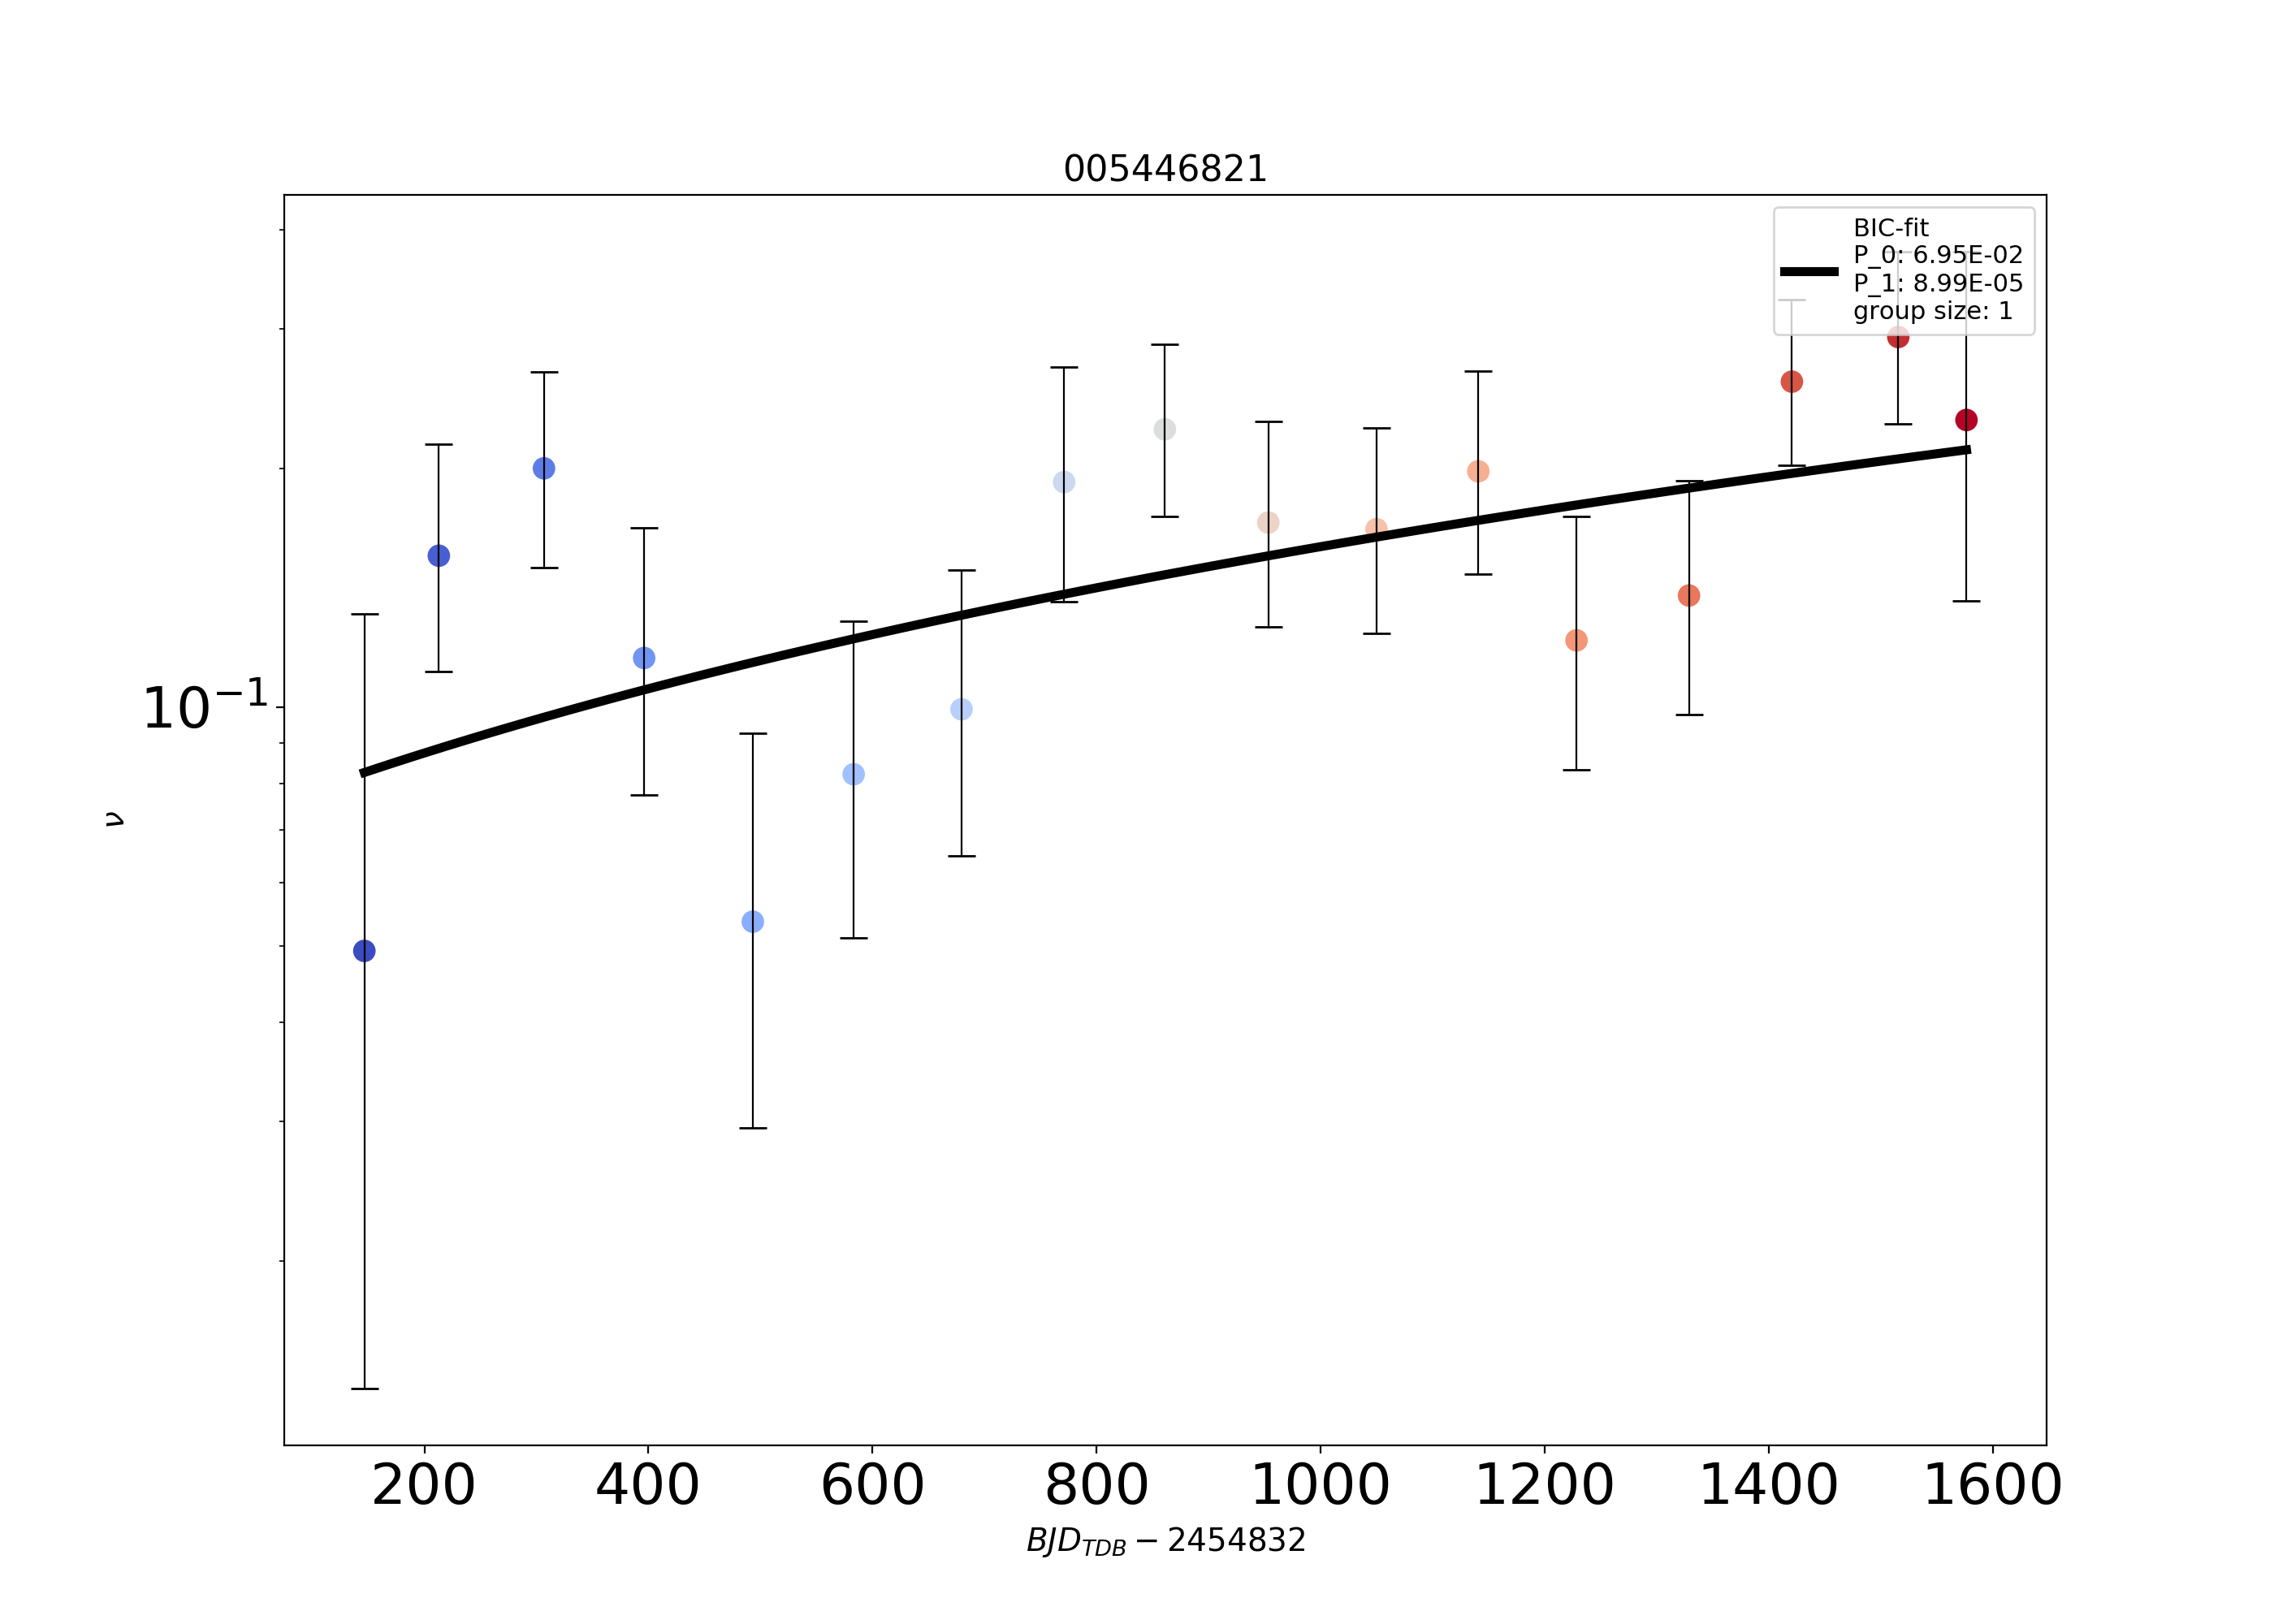 005446821
BIC-fit
P_0: 6.95E-02
P_1: 8.99E-05
group size: 1
10⁻¹
ν
200 400 600 800 1000 1200 1400 1600
BJD_TDB − 2454832